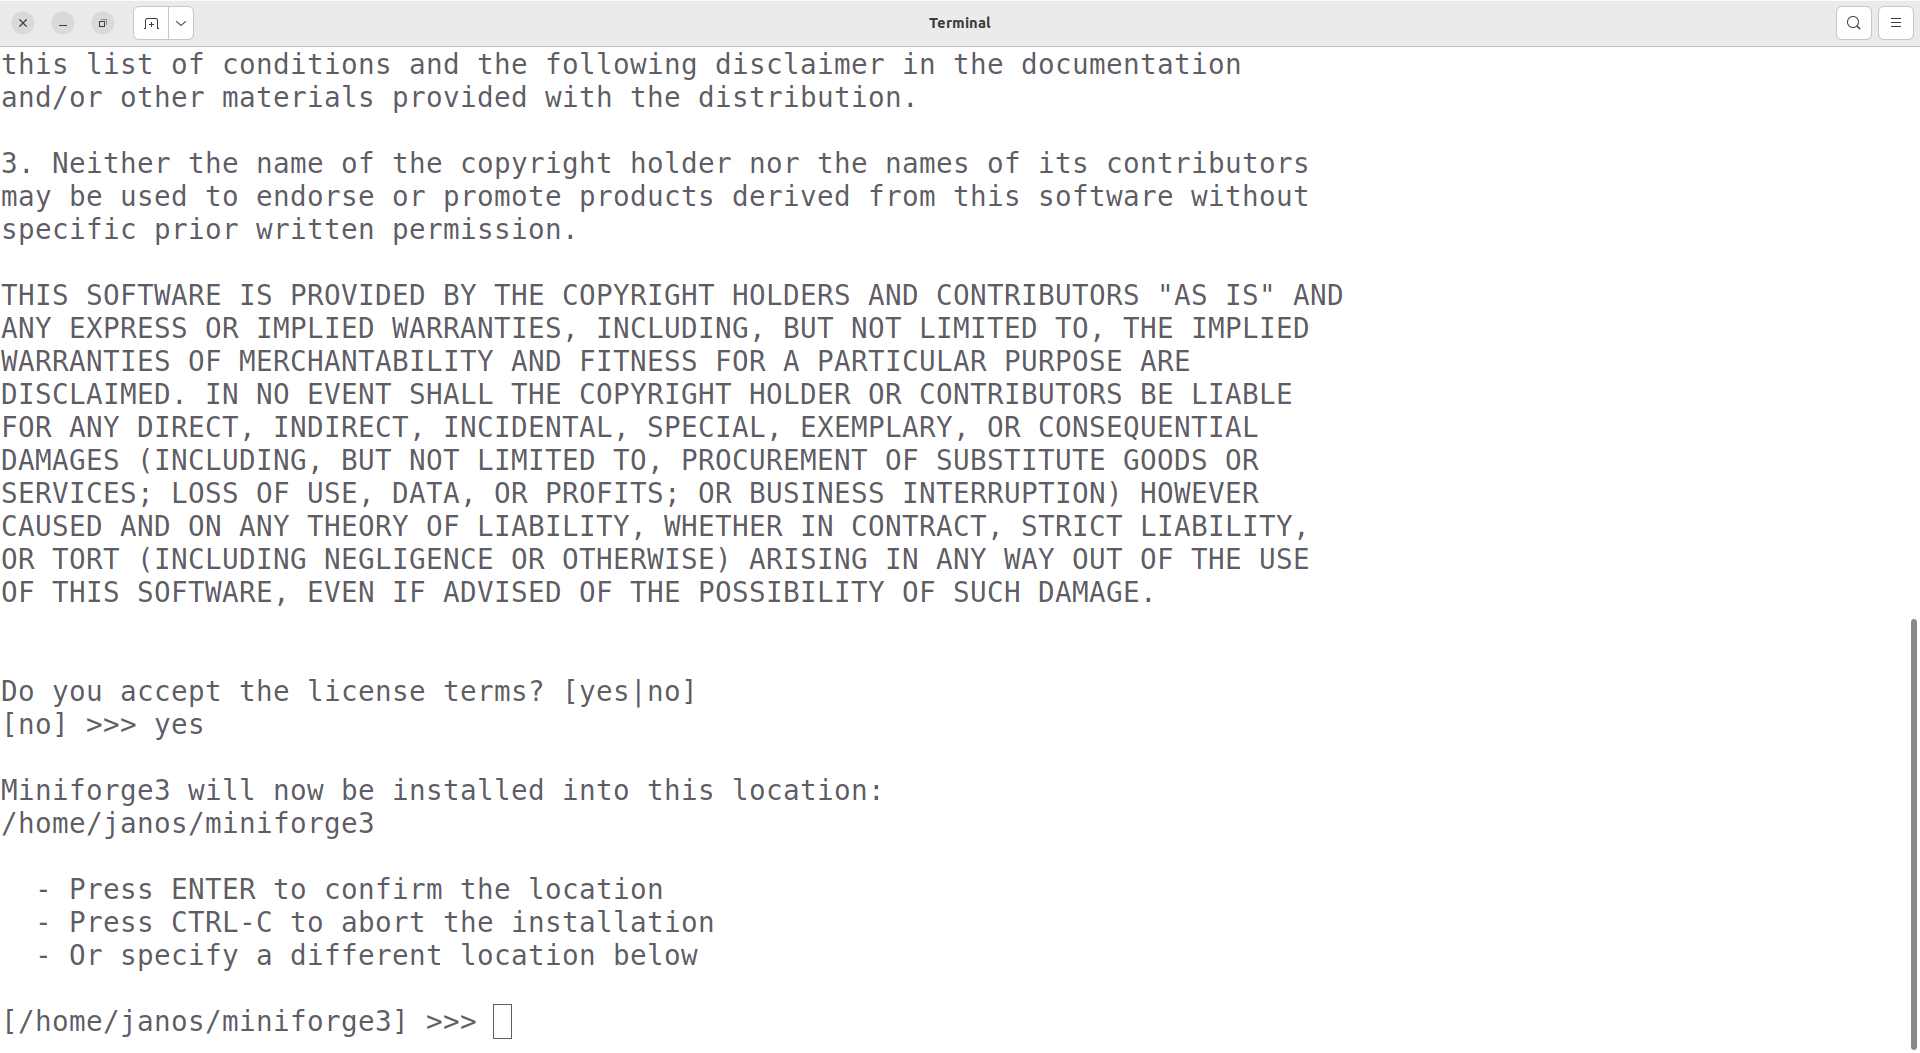 Terminal
this list of conditions and the following disclaimer in the documentation
and/or other materials provided with the distribution.
3. Neither the name of the copyright holder nor the names of its contributors
may be used to endorse or promote products derived from this software without
specific prior written permission.
THIS SOFTWARE IS PROVIDED BY THE COPYRIGHT HOLDERS AND CONTRIBUTORS "AS IS" AND
ANY EXPRESS OR IMPLIED WARRANTIES, INCLUDING, BUT NOT LIMITED TO, THE IMPLIED
WARRANTIES OF MERCHANTABILITY AND FITNESS FOR A PARTICULAR PURPOSE ARE
DISCLAIMED. IN NO EVENT SHALL THE COPYRIGHT HOLDER OR CONTRIBUTORS BE LIABLE
FOR ANY DIRECT, INDIRECT, INCIDENTAL, SPECIAL, EXEMPLARY, OR CONSEQUENTIAL
DAMAGES (INCLUDING, BUT NOT LIMITED TO, PROCUREMENT OF SUBSTITUTE GOODS OR
SERVICES; LOSS OF USE, DATA, OR PROFITS; OR BUSINESS INTERRUPTION) HOWEVER
CAUSED AND ON ANY THEORY OF LIABILITY, WHETHER IN CONTRACT, STRICT LIABILITY,
OR TORT (INCLUDING NEGLIGENCE OR OTHERWISE) ARISING IN ANY WAY OUT OF THE USE
OF THIS SOFTWARE, EVEN IF ADVISED OF THE POSSIBILITY OF SUCH DAMAGE.
Do you accept the license terms? [yes|no]
[no] >>> yes
Miniforge3 will now be installed into this location:
/home/janos/miniforge3
- Press ENTER to confirm the location
- Press CTRL-C to abort the installation
- Or specify a different location below
[/home/janos/miniforge3] >>>